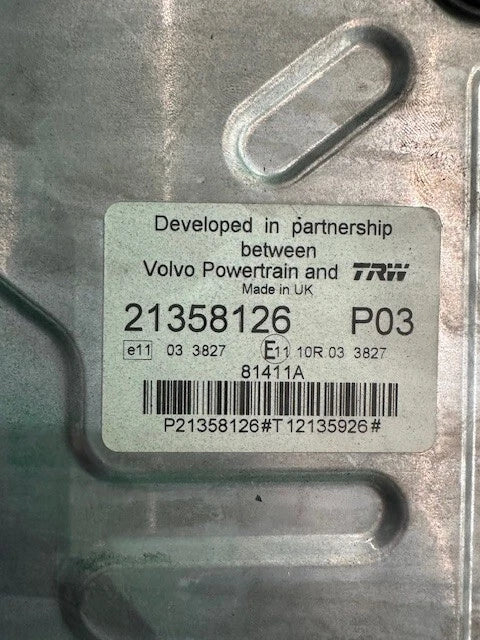 Developed in partnership
between
Volvo Powertrain and TRW
Made in UK
21358126 P03
e11 03 3827 E11 10R 03 3827
81411A
P21358126#T12135926#